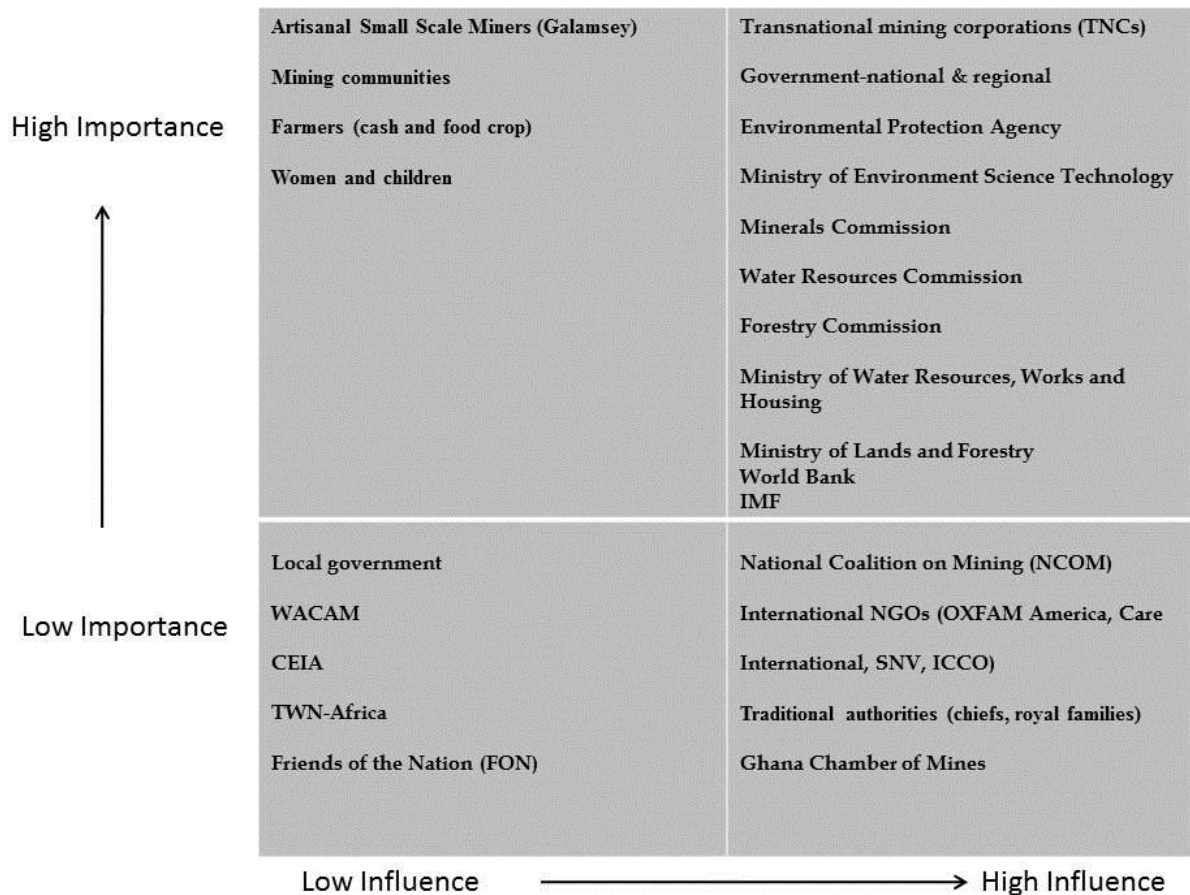 High Importance
Artisanal Small Scale Miners (Galamsey)
Mining communities
Farmers (cash and food crop)
Women and children
Transnational mining corporations (TNCs)
Government-national & regional
Environmental Protection Agency
Ministry of Environment Science Technology
Minerals Commission
Water Resources Commission
Forestry Commission
Ministry of Water Resources, Works and
Housing
Ministry of Lands and Forestry
World Bank
IMF
Low Importance
Local government
WACAM
CEIA
TWN-Africa
Friends of the Nation (FON)
National Coalition on Mining (NCOM)
International NGOs (OXFAM America, Care
International, SNV, ICCO)
Traditional authorities (chiefs, royal families)
Ghana Chamber of Mines
Low Influence
High Influence